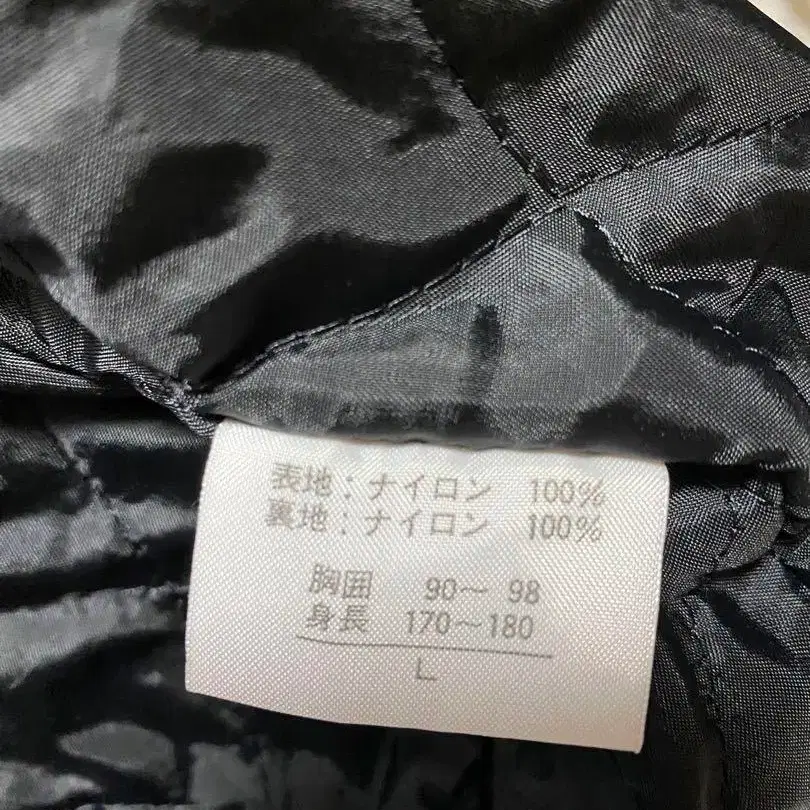 表地：ナイロン 100%
裏地：ナイロン 100%
胸囲 90～ 98
身長 170～180
L